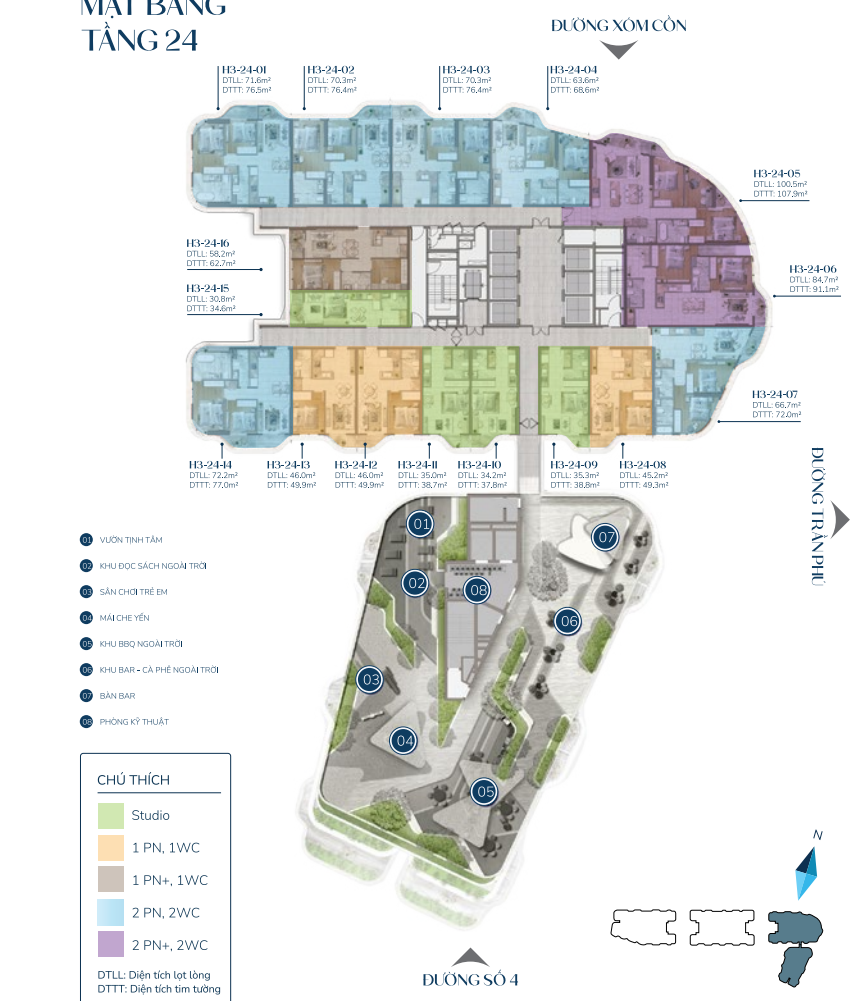 MẶT BẰNG
TẦNG 24
ĐƯỜNG XÓM CỒN
H3-24-01
DTLL: 71.6m²
DTTT: 76.5m²
H3-24-02
DTLL: 70.3m²
DTTT: 76.4m²
H3-24-03
DTLL: 70.3m²
DTTT: 76.4m²
H3-24-04
DTLL: 63.6m²
DTTT: 68.6m²
H3-24-05
DTLL: 100.5m²
DTTT: 107.9m²
H3-24-16
DTLL: 58.2m²
DTTT: 62.7m²
H3-24-06
DTLL: 84.7m²
DTTT: 91.1m²
H3-24-15
DTLL: 30.8m²
DTTT: 34.6m²
H3-24-07
DTLL: 66.7m²
DTTT: 72.0m²
H3-24-14
DTLL: 72.2m²
DTTT: 77.0m²
H3-24-13
DTLL: 46.0m²
DTTT: 49.9m²
H3-24-12
DTLL: 46.0m²
DTTT: 49.9m²
H3-24-11
DTLL: 35.0m²
DTTT: 38.7m²
H3-24-10
DTLL: 34.2m²
DTTT: 37.8m²
H3-24-09
DTLL: 35.3m²
DTTT: 38.8m²
H3-24-08
DTLL: 45.2m²
DTTT: 49.3m²
ĐƯỜNG TRẦN PHÚ
01
02
03
04
05
06
07
08
01 VƯỜN TỊNH TÂM
02 KHU ĐỌC SÁCH NGOÀI TRỜI
03 SÂN CHƠI TRẺ EM
04 MÁI CHE YẾN
05 KHU BBQ NGOÀI TRỜI
06 KHU BAR - CÀ PHÊ NGOÀI TRỜI
07 BÀN BAR
08 PHÒNG KỸ THUẬT
CHÚ THÍCH
Studio
1 PN, 1WC
1 PN+, 1WC
2 PN, 2WC
2 PN+, 2WC
DTLL: Diện tích lọt lòng
DTTT: Diện tích tim tường
N
ĐƯỜNG SỐ 4